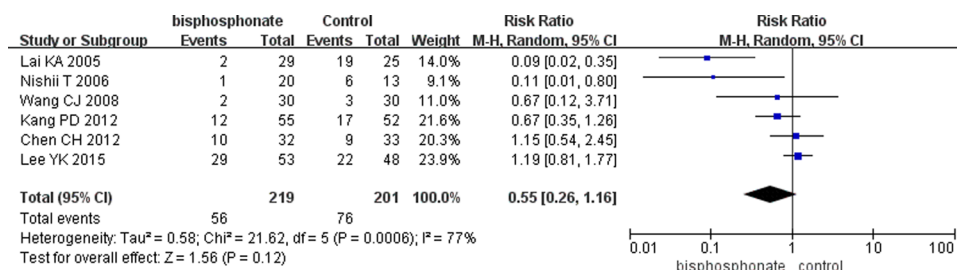 bisphosphonate Control Risk Ratio Risk Ratio
Study or Subgroup Events Total Events Total Weight M-H, Random, 95% CI M-H, Random, 95% CI
Lai KA 2005 2 29 19 25 14.0% 0.09 [0.02, 0.35]
Nishii T 2006 1 20 6 13 9.1% 0.11 [0.01, 0.80]
Wang CJ 2008 2 30 3 30 11.0% 0.67 [0.12, 3.71]
Kang PD 2012 12 55 17 52 21.6% 0.67 [0.35, 1.26]
Chen CH 2012 10 32 9 33 20.3% 1.15 [0.54, 2.45]
Lee YK 2015 29 53 22 48 23.9% 1.19 [0.81, 1.77]
Total (95% CI) 219 201 100.0% 0.55 [0.26, 1.16]
Total events 56 76
Heterogeneity: Tau² = 0.58; Chi² = 21.62, df = 5 (P = 0.0006); I² = 77%
Test for overall effect: Z = 1.56 (P = 0.12)
0.01 0.1 1 10 100
bisphosphonate control